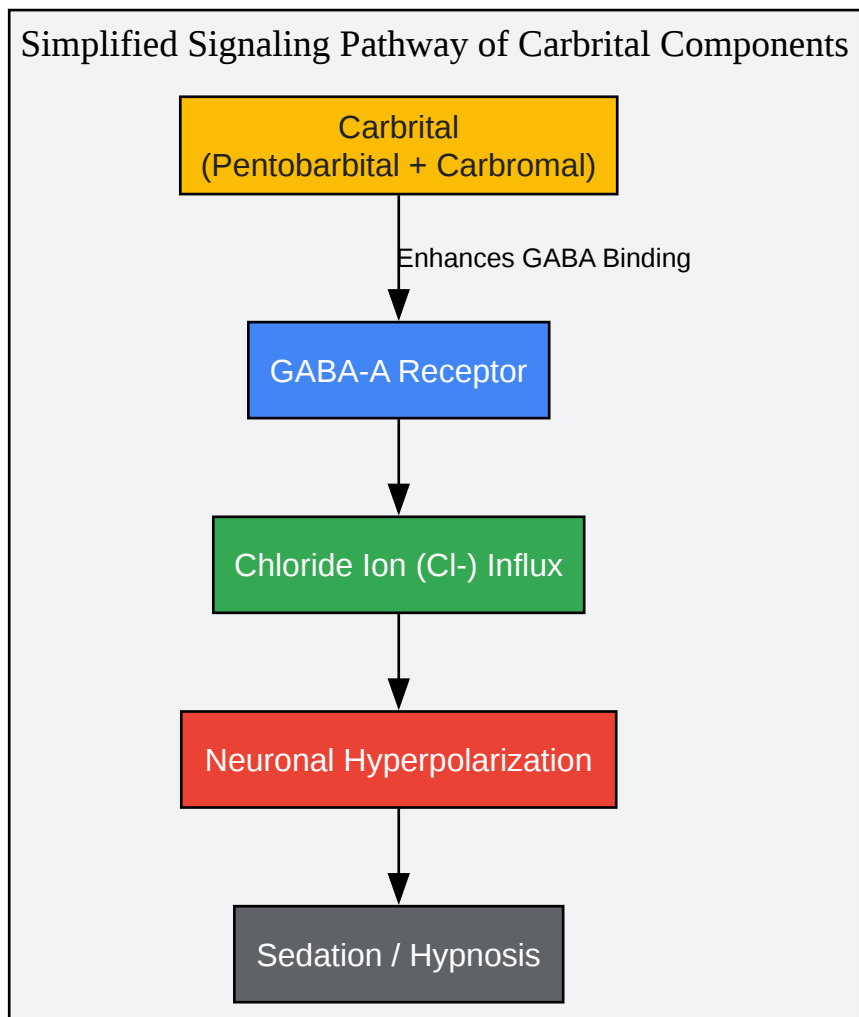 Simplified Signaling Pathway of Carbrital Components
Carbrital
(Pentobarbital + Carbromal)
Enhances GABA Binding
GABA-A Receptor
Chloride Ion (Cl-) Influx
Neuronal Hyperpolarization
Sedation / Hypnosis